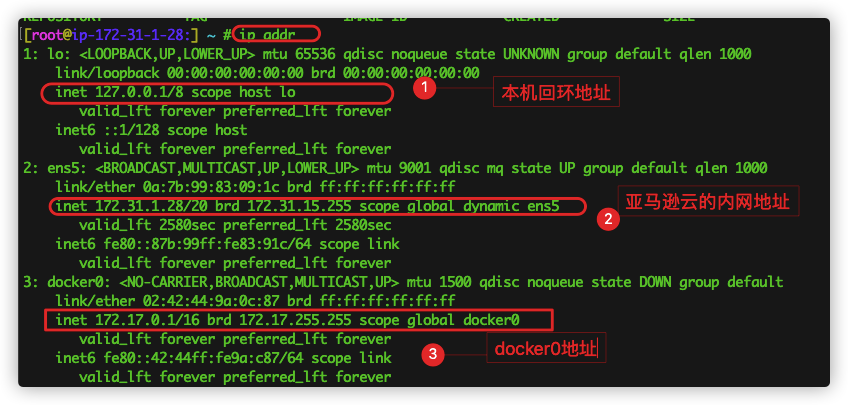 REPOSITORY TAG IMAGE ID CREATED SIZE
[root@ip-172-31-1-28:] ~ # ip addr
1: lo: <LOOPBACK,UP,LOWER_UP> mtu 65536 qdisc noqueue state UNKNOWN group default qlen 1000
link/loopback 00:00:00:00:00:00 brd 00:00:00:00:00:00
inet 127.0.0.1/8 scope host lo
1
本机回环地址
valid_lft forever preferred_lft forever
inet6 ::1/128 scope host
valid_lft forever preferred_lft forever
2: ens5: <BROADCAST,MULTICAST,UP,LOWER_UP> mtu 9001 qdisc mq state UP group default qlen 1000
link/ether 0a:7b:99:83:09:1c brd ff:ff:ff:ff:ff:ff
inet 172.31.1.28/20 brd 172.31.15.255 scope global dynamic ens5
2
亚马逊云的内网地址
valid_lft 2580sec preferred_lft 2580sec
inet6 fe80::87b:99ff:fe83:91c/64 scope link
valid_lft forever preferred_lft forever
3: docker0: <NO-CARRIER,BROADCAST,MULTICAST,UP> mtu 1500 qdisc noqueue state DOWN group default
link/ether 02:42:44:9a:0c:87 brd ff:ff:ff:ff:ff:ff
inet 172.17.0.1/16 brd 172.17.255.255 scope global docker0
valid_lft forever preferred_lft forever
3
docker0地址
inet6 fe80::42:44ff:fe9a:c87/64 scope link
valid_lft forever preferred_lft forever